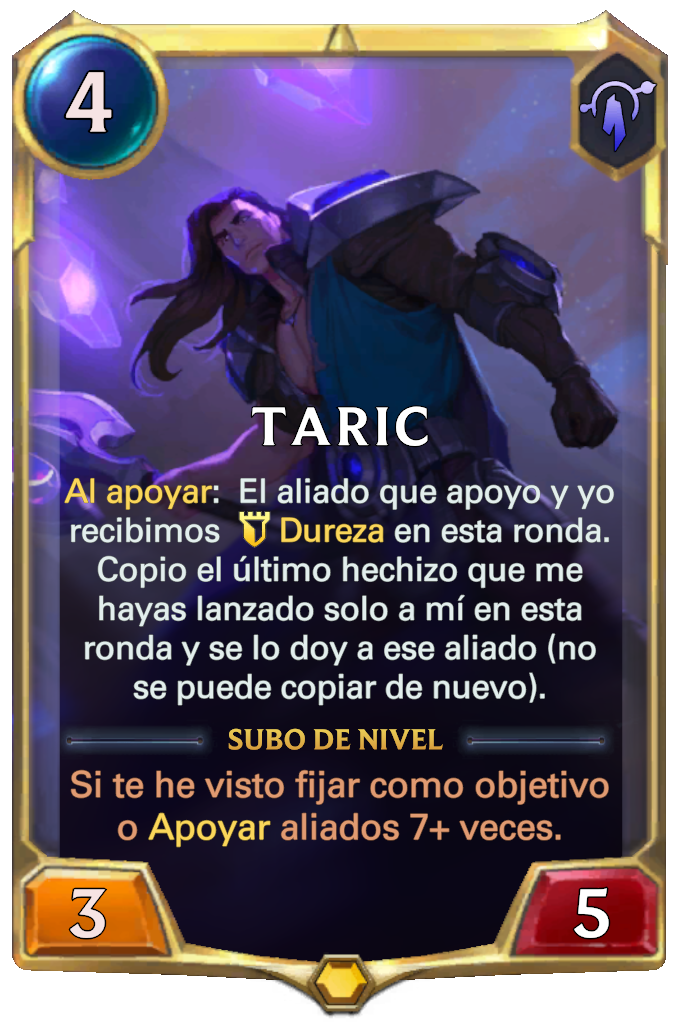 4
TARIC
Al apoyar: El aliado que apoyo y yo
recibimos Dureza en esta ronda.
Copio el último hechizo que me
hayas lanzado solo a mí en esta
ronda y se lo doy a ese aliado (no
se puede copiar de nuevo).
SUBO DE NIVEL
Si te he visto fijar como objetivo
o Apoyar aliados 7+ veces.
3
5